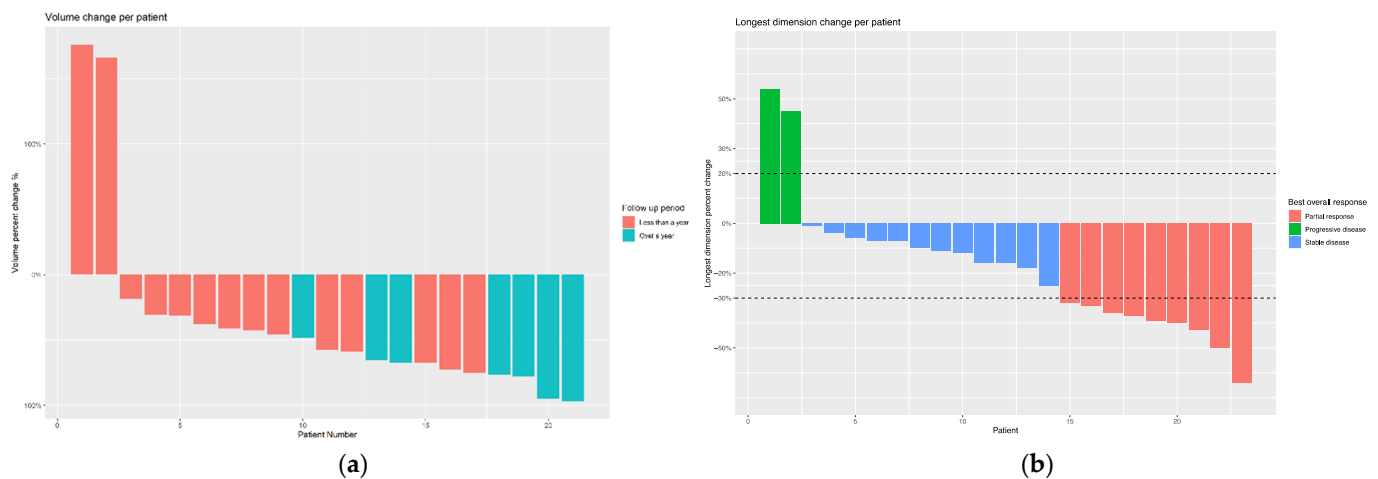 Volume change per patient
Volume percent change %
100%
0%
100%
0
5
10
15
20
Patient Number
Follow up period
Less than a year
Over a year
(a)
Longest dimension change per patient
Longest dimension percent change
50%
30%
20%
0%
−20%
−30%
−50%
0
5
10
15
20
Patient
Best overall response
Partial response
Progressive disease
Stable disease
(b)